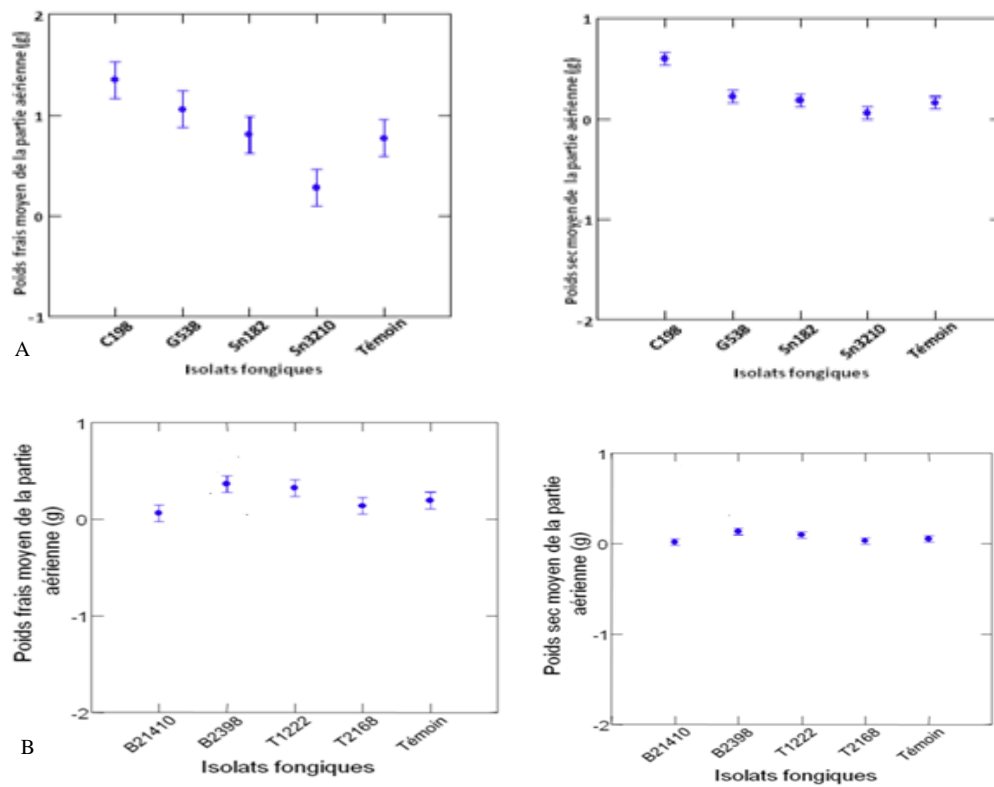 Poids frais moyen de la partie aérienne (g)
2
1
0
-1
C198
G538
Sn182
Sn3210
Témoin
Isolats fongiques
A
Poids sec moyen de la partie aérienne (g)
1
0
-1
-2
C198
G538
Sn182
Sn3210
Témoin
Isolats fongiques
Poids frais moyen de la partie
aérienne (g)
1
0
-1
-2
B21410
B2398
T1222
T2168
Témoin
Isolats fongiques
B
Poids sec moyen de la partie
aérienne (g)
1
0
-1
-2
B21410
B2398
T1222
T2168
Témoin
Isolats fongiques